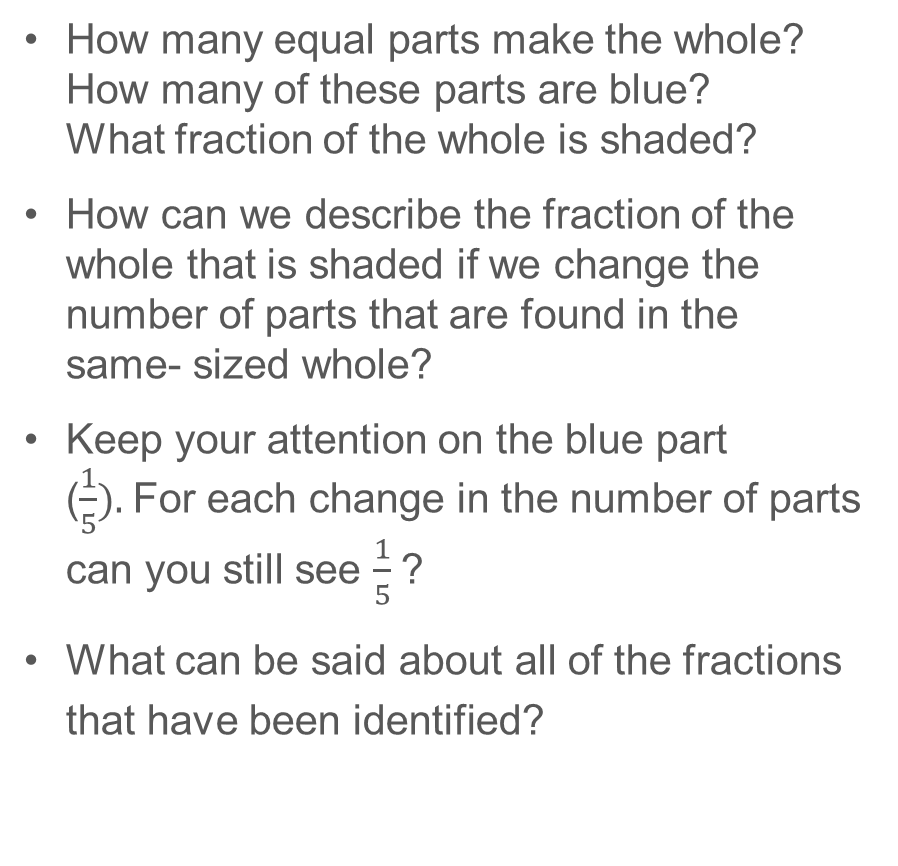 • How many equal parts make the whole?
How many of these parts are blue?
What fraction of the whole is shaded?
• How can we describe the fraction of the
whole that is shaded if we change the
number of parts that are found in the
same- sized whole?
• Keep your attention on the blue part
(1/5). For each change in the number of parts
can you still see 1/5 ?
• What can be said about all of the fractions
that have been identified?